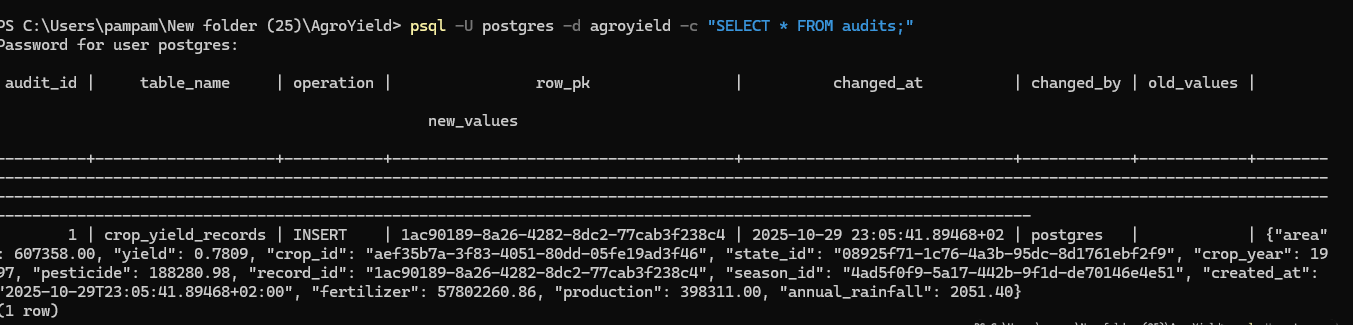 PS C:\Users\pampam\New folder (25)\AgroYield> psql -U postgres -d agroyield -c "SELECT * FROM audits;"
Password for user postgres:
audit_id | table_name | operation | row_pk | changed_at | changed_by | old_values |
new_values
----------+--------------------+-----------+--------------------------------------+------------------------------+------------+------------+--------
------------------------------------------------------------------------------------------------------------------------------------------------------
------------------------------------------------------------------------------------------------------------------------------------------------------
--------------------------------------------------------------------------------------------------------
1 | crop_yield_records | INSERT | 1ac90189-8a26-4282-8dc2-77cab3f238c4 | 2025-10-29 23:05:41.89468+02 | postgres | | {"area"
: 607358.00, "yield": 0.7809, "crop_id": "aef35b7a-3f83-4051-80dd-05fe19ad3f46", "state_id": "08925f71-1c76-4a3b-95dc-8d1761ebf2f9", "crop_year": 19
97, "pesticide": 188280.98, "record_id": "1ac90189-8a26-4282-8dc2-77cab3f238c4", "season_id": "4ad5f0f9-5a17-442b-9f1d-de70146e4e51", "created_at":
"2025-10-29T23:05:41.89468+02:00", "fertilizer": 57802260.86, "production": 398311.00, "annual_rainfall": 2051.40}
(1 row)